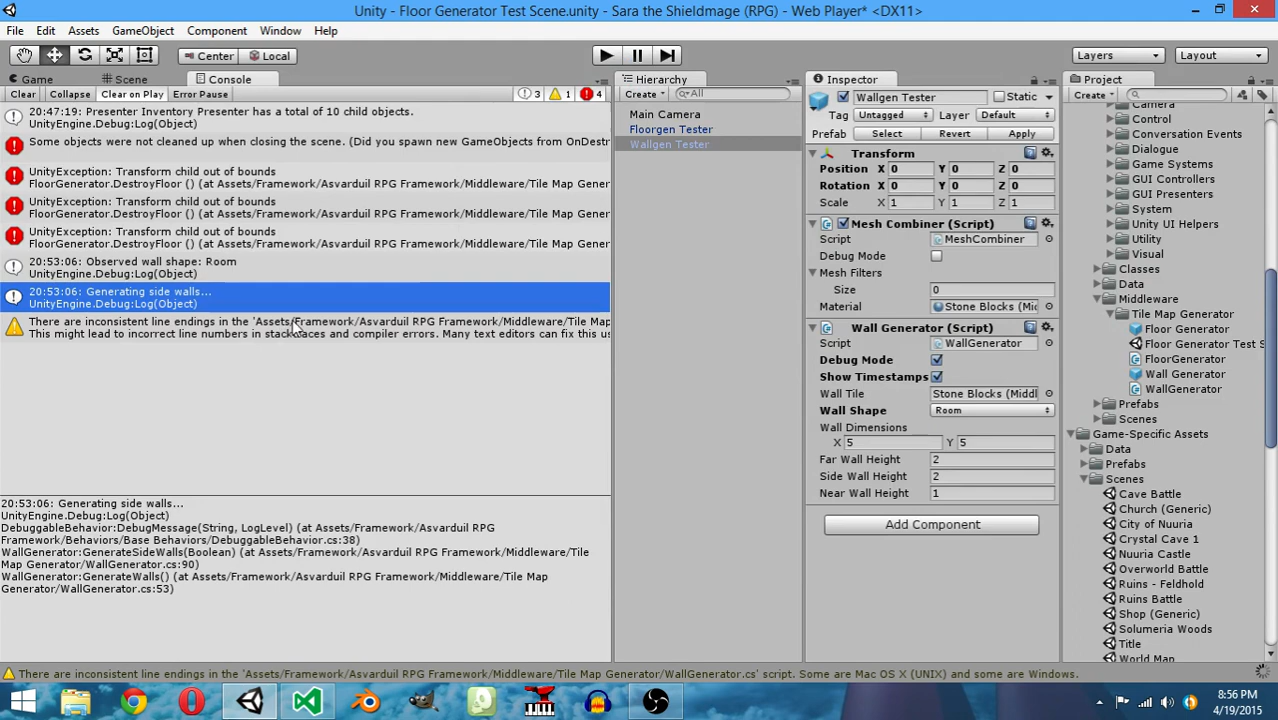 Unity - Floor Generator Test Scene.unity - Sara the Shieldmage (RPG) - Web Player* <DX11>
File Edit Assets GameObject Component Window Help
Center Local Layers Layout
Game Scene Console Hierarchy Inspector Project
Clear Collapse Clear on Play Error Pause 3 1 4
Create All
Create
20:47:19: Presenter Inventory Presenter has a total of 10 child objects.
UnityEngine.Debug:Log(Object)
Some objects were not cleaned up when closing the scene. (Did you spawn new GameObjects from OnDestr
UnityException: Transform child out of bounds
FloorGenerator.DestroyFloor () (at Assets/Framework/Asvarduil RPG Framework/Middleware/Tile Map Gener
UnityException: Transform child out of bounds
FloorGenerator.DestroyFloor () (at Assets/Framework/Asvarduil RPG Framework/Middleware/Tile Map Gener
UnityException: Transform child out of bounds
FloorGenerator.DestroyFloor () (at Assets/Framework/Asvarduil RPG Framework/Middleware/Tile Map Gener
20:53:06: Observed wall shape: Room
UnityEngine.Debug:Log(Object)
20:53:06: Generating side walls...
UnityEngine.Debug:Log(Object)
There are inconsistent line endings in the 'Assets/Framework/Asvarduil RPG Framework/Middleware/Tile Map
This might lead to incorrect line numbers in stacktraces and compiler errors. Many text editors can fix this us
20:53:06: Generating side walls...
UnityEngine.Debug:Log(Object)
DebuggableBehavior:DebugMessage(String, LogLevel) (at Assets/Framework/Asvarduil RPG
Framework/Behaviors/Base Behaviors/DebuggableBehavior.cs:38)
WallGenerator:GenerateSideWalls(Boolean) (at Assets/Framework/Asvarduil RPG Framework/Middleware/Tile
Map Generator/WallGenerator.cs:90)
WallGenerator:GenerateWalls() (at Assets/Framework/Asvarduil RPG Framework/Middleware/Tile Map
Generator/WallGenerator.cs:53)
Main Camera
Floorgen Tester
Wallgen Tester
Wallgen Tester Static
Tag Untagged Layer Default
Prefab Select Revert Apply
Transform
Position X 0 Y 0 Z 0
Rotation X 0 Y 0 Z 0
Scale X 1 Y 1 Z 1
Mesh Combiner (Script)
Script MeshCombiner
Debug Mode
Mesh Filters
Size 0
Material Stone Blocks (Mic
Wall Generator (Script)
Script WallGenerator
Debug Mode
Show Timestamps
Wall Tile Stone Blocks (Middl
Wall Shape Room
Wall Dimensions
X 5 Y 5
Far Wall Height 2
Side Wall Height 2
Near Wall Height 1
Add Component
Camera
Control
Conversation Events
Dialogue
Game Systems
GUI Controllers
GUI Presenters
System
Unity UI Helpers
Utility
Visual
Classes
Data
Middleware
Tile Map Generator
Floor Generator
Floor Generator Test S
FloorGenerator
Wall Generator
WallGenerator
Prefabs
Scenes
Game-Specific Assets
Data
Prefabs
Scenes
Cave Battle
Church (Generic)
City of Nuuria
Crystal Cave 1
Nuuria Castle
Overworld Battle
Ruins - Feldhold
Ruins Battle
Shop (Generic)
Solumeria Woods
Title
World Map
There are inconsistent line endings in the 'Assets/Framework/Asvarduil RPG Framework/Middleware/Tile Map Generator/WallGenerator.cs' script. Some are Mac OS X (UNIX) and some are Windows.
8:56 PM
4/19/2015